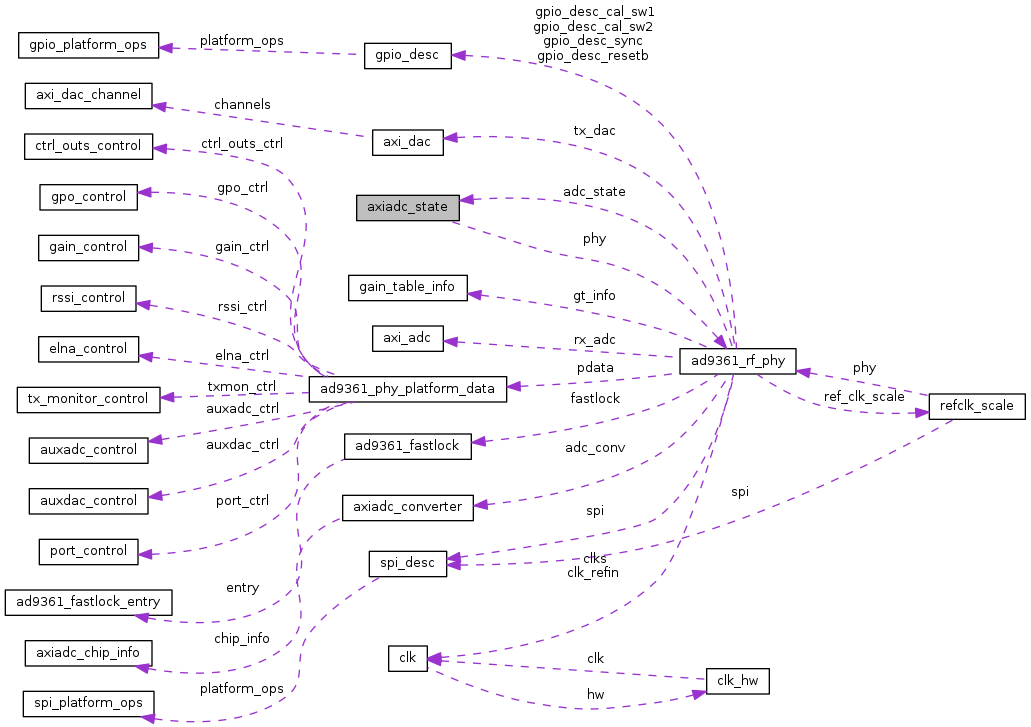 gpio_desc_cal_sw1
gpio_desc_cal_sw2
gpio_desc_sync
gpio_desc_resetb
gpio_platform_ops
platform_ops
gpio_desc
axi_dac_channel
channels
axi_dac
tx_dac
ctrl_outs_control
ctrl_outs_ctrl
gpo_control
gpo_ctrl
axiadc_state
adc_state
phy
gain_control
gain_ctrl
gain_table_info
gt_info
rssi_control
rssi_ctrl
axi_adc
rx_adc
elna_control
elna_ctrl
ad9361_rf_phy
pdata
phy
tx_monitor_control
txmon_ctrl
ad9361_phy_platform_data
fastlock
ref_clk_scale
refclk_scale
auxadc_ctrl
auxadc_control
auxdac_ctrl
ad9361_fastlock
adc_conv
auxdac_control
port_ctrl
axiadc_converter
spi
spi
port_control
spi_desc
clks
clk_refin
ad9361_fastlock_entry
entry
axiadc_chip_info
chip_info
clk
clk
clk_hw
hw
spi_platform_ops
platform_ops